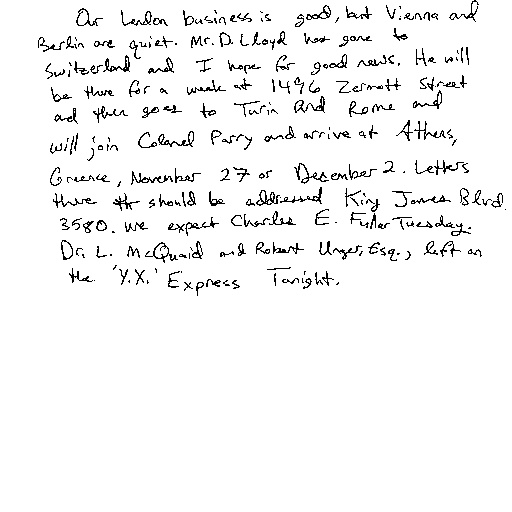 Our London business is good, but Vienna and
Berlin are quiet. Mr. D. Lloyd has gone to
Switzerland and I hope for good news. He will
be there for a week at 1496 Zermott Street
and then goes to Turin and Rome and
will join Colonel Parry and arrive at Athens,
Greence, November 27 or December 2. Letters
there should be addressed King James Blvd.
3580. We expect Charles E. Fuller Tuesday.
Dr. L. McQuaid and Robert Unger, Esq., left on
the 'Y.X.' Express Tonight.